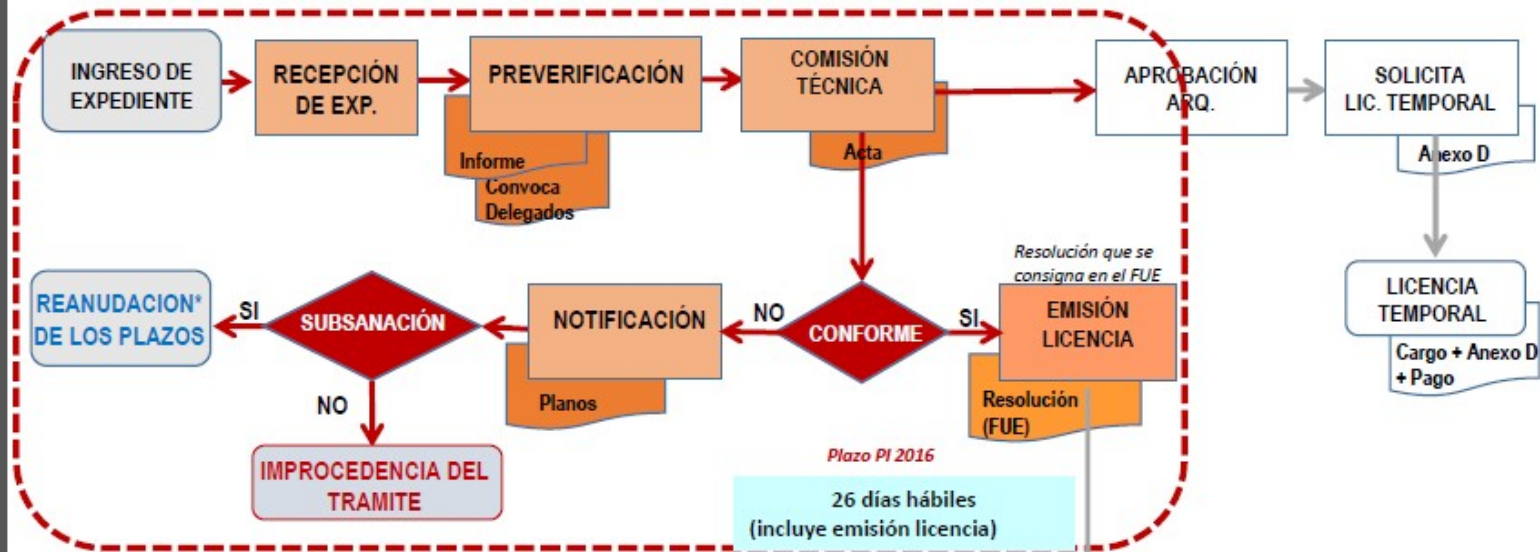 INGRESO DE
EXPEDIENTE
RECEPCIÓN
DE EXP.
PREVERIFICACIÓN
Informe
Convoca
Delegados
COMISIÓN
TÉCNICA
Acta
APROBACIÓN
ARQ.
SOLICITA
LIC. TEMPORAL
Anexo D
REANUDACION*
DE LOS PLAZOS
SI
SUBSANACIÓN
NO
NOTIFICACIÓN
Planos
NO
CONFORME
SI
Resolución que se
consigna en el FUE
EMISIÓN
LICENCIA
Resolución
(FUE)
LICENCIA
TEMPORAL
Cargo + Anexo D
+ Pago
IMPROCEDENCIA DEL
TRAMITE
Plazo PI 2016
26 días hábiles
(incluye emisión licencia)